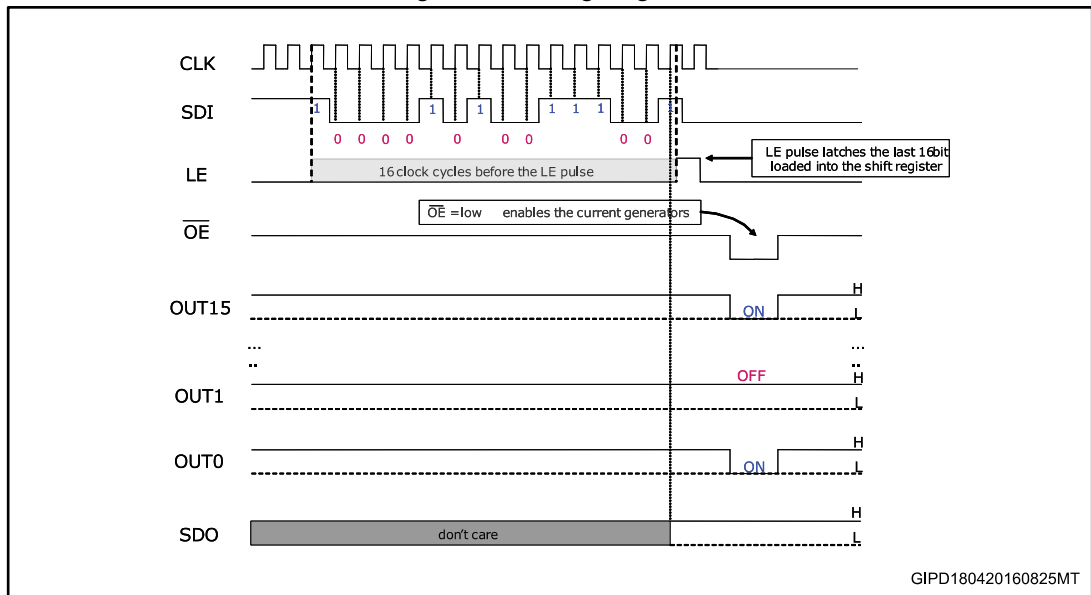 CLK
SDI
1 1 1 1 1 1 1
0 0 0 0 0 0 0 0 0
LE
16 clock cycles before the LE pulse
LE pulse latches the last 16bit
loaded into the shift register
OE
OE =low enables the current generators
OUT15
H
ON
L
...
..
...
..
OUT1
OFF
H
L
OUT0
H
ON
L
SDO
don't care
H
L
GIPD180420160825MT